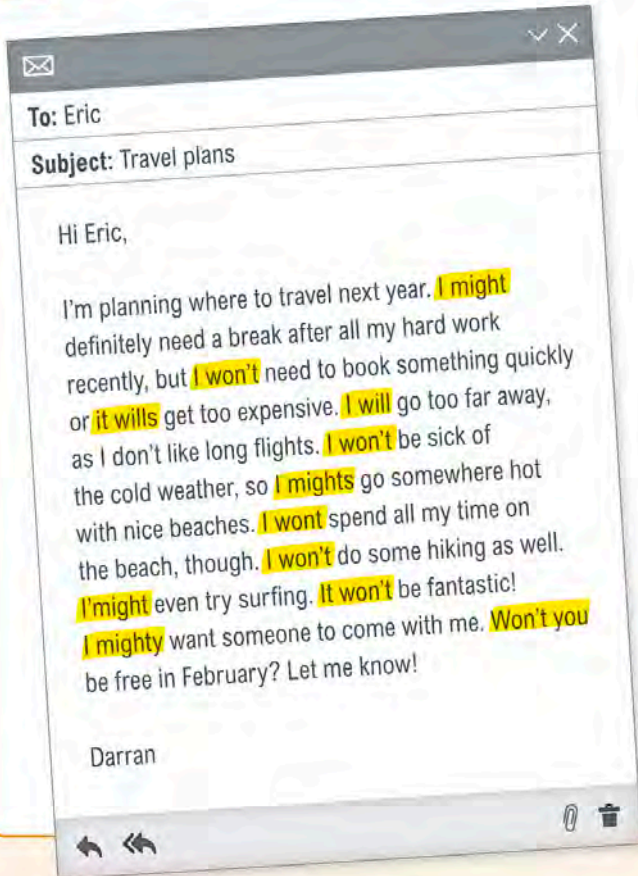 To: Eric
Subject: Travel plans
Hi Eric,
I'm planning where to travel next year. I might
definitely need a break after all my hard work
recently, but I won't need to book something quickly
or it wills get too expensive. I will go too far away,
as I don't like long flights. I won't be sick of
the cold weather, so I mights go somewhere hot
with nice beaches. I wont spend all my time on
the beach, though. I won't do some hiking as well.
I'might even try surfing. It won't be fantastic!
I mighty want someone to come with me. Won't you
be free in February? Let me know!
Darran